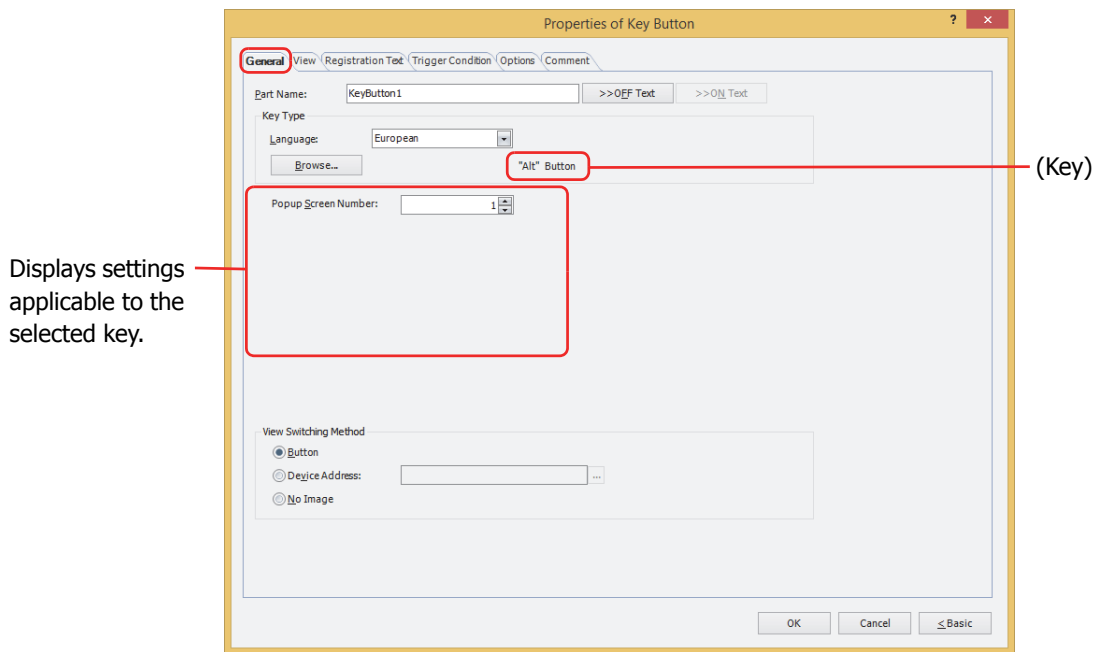 Properties of Key Button
? ×
General View Registration Text Trigger Condition Options Comment
Part Name: KeyButton1 >>OFF Text >>ON Text
Key Type
Language: European
Browse... "Alt" Button
(Key)
Popup Screen Number: 1
Displays settings
applicable to the
selected key.
View Switching Method
Button
Device Address: ...
No Image
OK Cancel < Basic